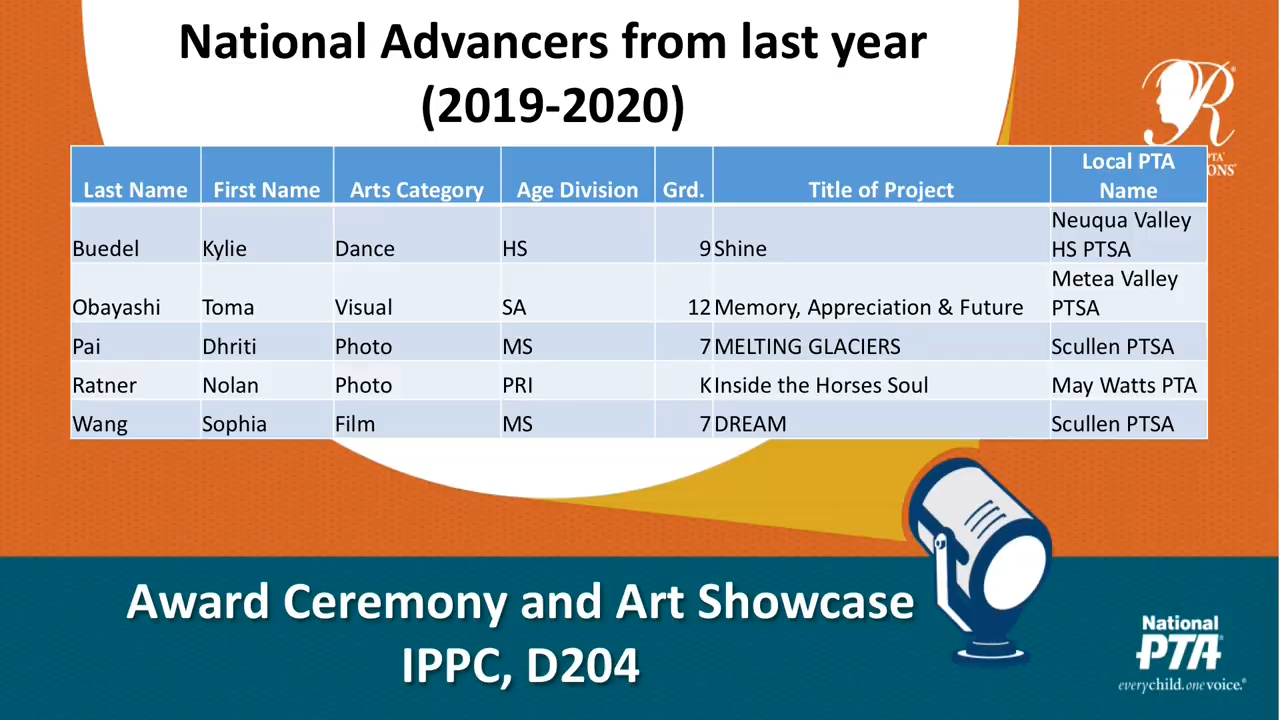 National Advancers from last year
(2019-2020)
Last Name First Name Arts Category Age Division Grd. Title of Project Local PTA Name
Buedel Kylie Dance HS 9 Shine Neuqua Valley HS PTSA
Obayashi Toma Visual SA 12 Memory, Appreciation & Future Metea Valley PTSA
Pai Dhriti Photo MS 7 MELTING GLACIERS Scullen PTSA
Ratner Nolan Photo PRI K Inside the Horses Soul May Watts PTA
Wang Sophia Film MS 7 DREAM Scullen PTSA
Award Ceremony and Art Showcase
IPPC, D204
National
PTA®
everychild.onevoice.®